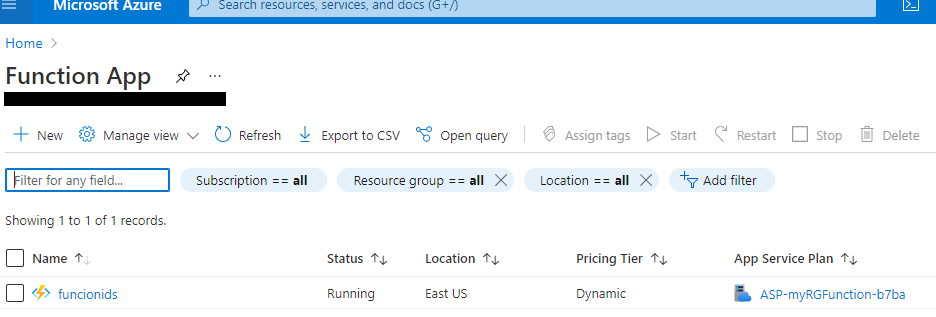 Microsoft Azure Search resources, services, and docs (G+/)
Home >
Function App ...
New Manage view Refresh Export to CSV Open query Assign tags Start Restart Stop Delete
Filter for any field... Subscription == all Resource group == all Location == all Add filter
Showing 1 to 1 of 1 records.
Name Status Location Pricing Tier App Service Plan
funcionids Running East US Dynamic ASP-myRGFunction-b7ba